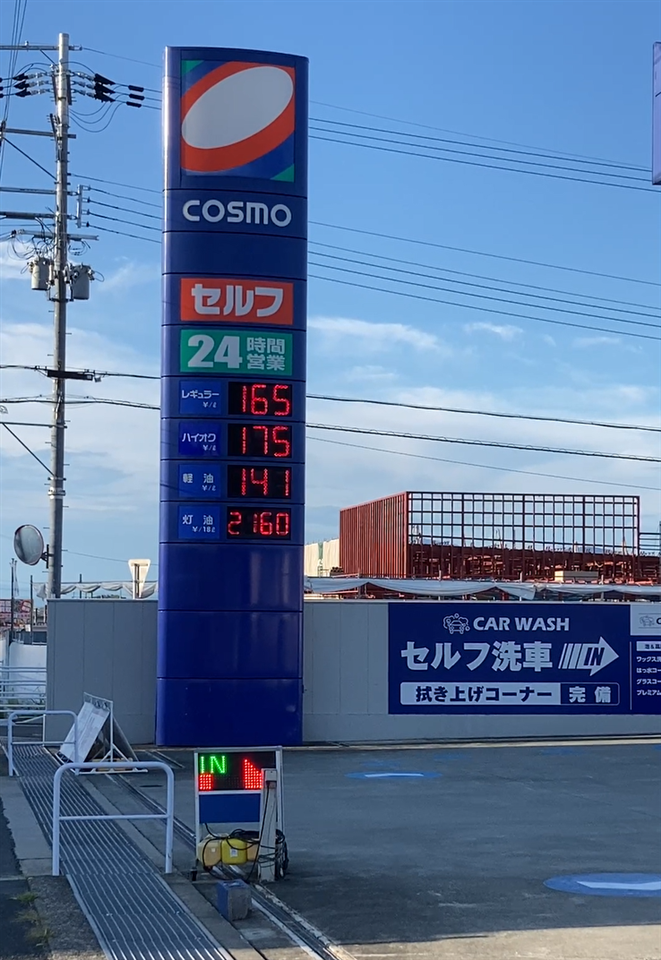 COSMO
セルフ
24時間営業
レギュラー ¥/ℓ 165
ハイオク ¥/ℓ 175
軽油 ¥/ℓ 141
灯油 ¥/18ℓ 2160
CAR WASH
セルフ洗車 IN
拭き上げコーナー 完備
IN